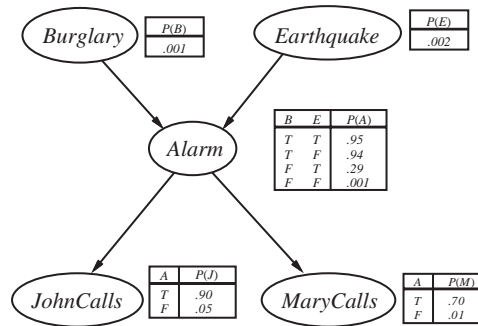 Burglary
P(B)
.001
Earthquake
P(E)
.002
Alarm
B E P(A)
T T .95
T F .94
F T .29
F F .001
JohnCalls
A P(J)
T .90
F .05
MaryCalls
A P(M)
T .70
F .01